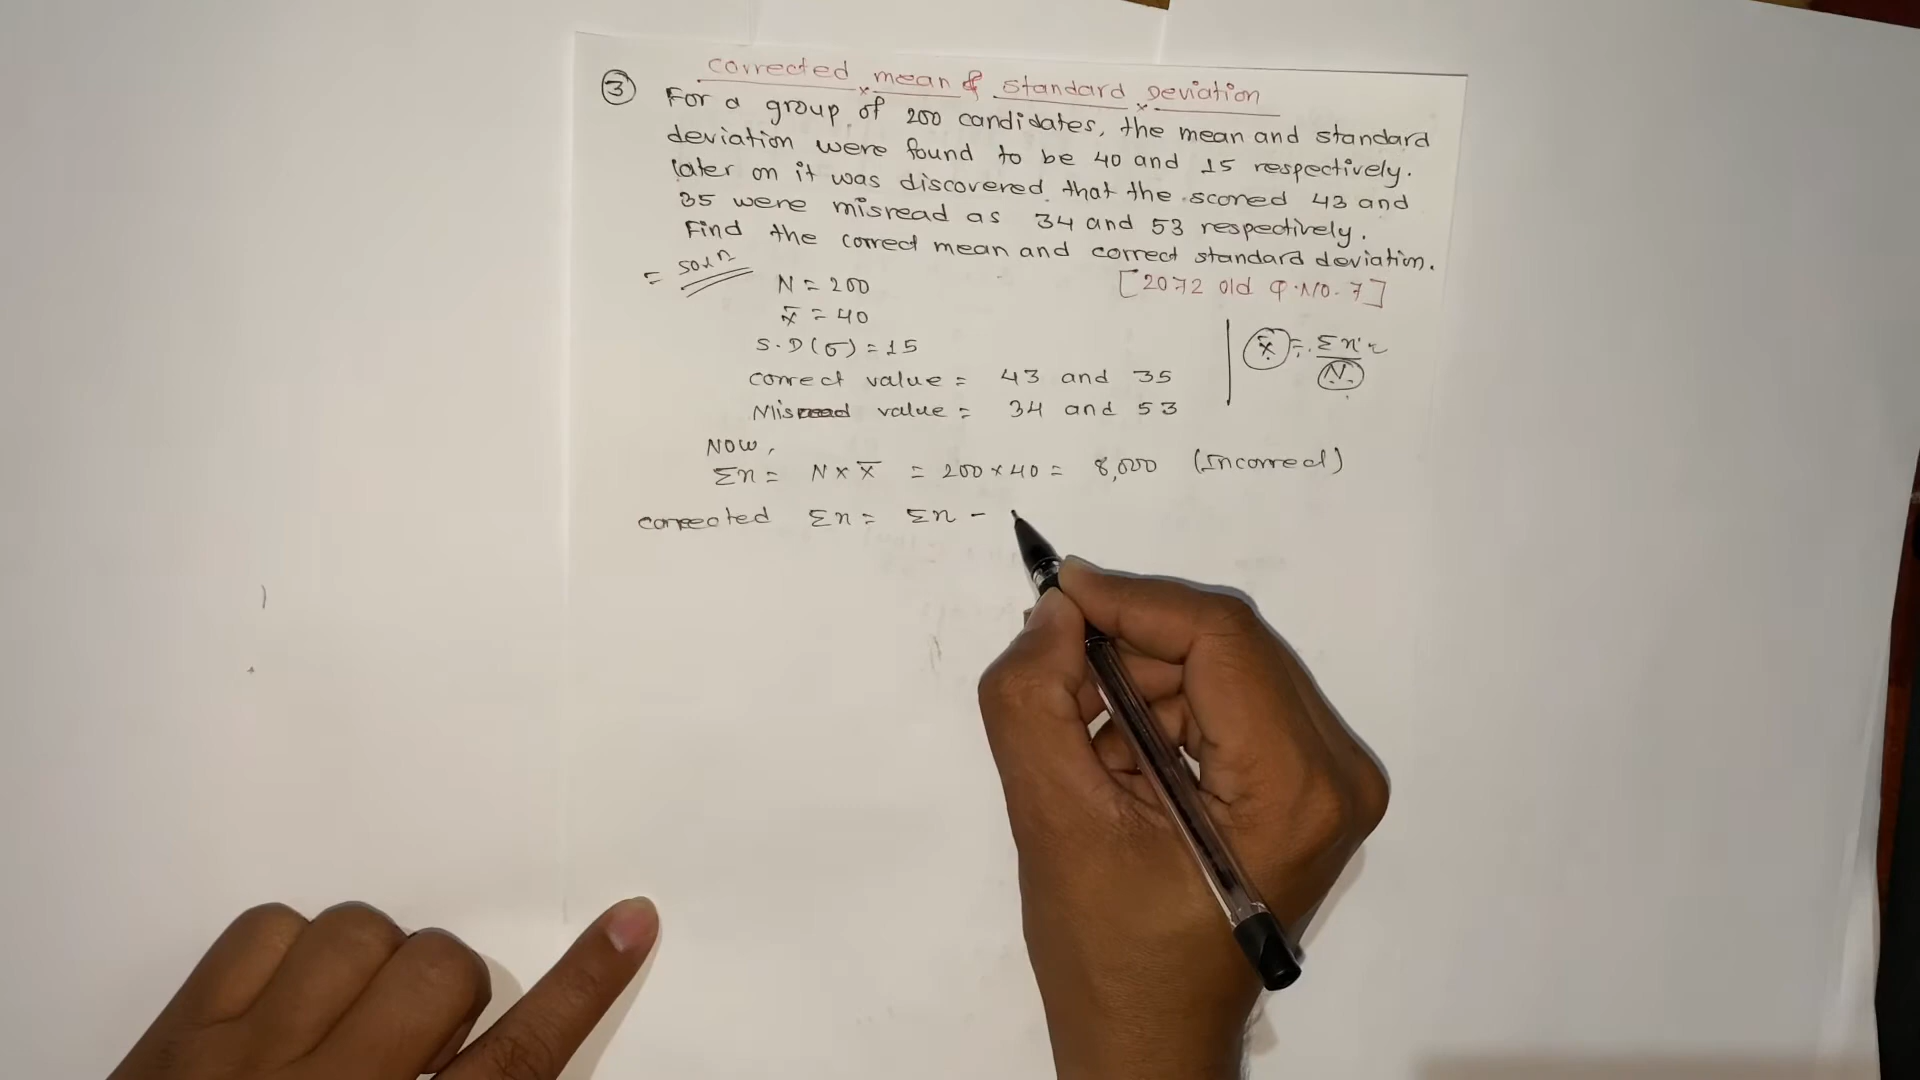 corrected mean & standard Deviation
③ For a group of 200 candidates, the mean and standard
deviation were found to be 40 and 15 respectively.
later on it was discovered that the scored 43 and
35 were misread as 34 and 53 respectively.
Find the correct mean and correct standard deviation.
= soln
[2072 old Q.NO. 7]
N = 200
x̄ = 40
S.D (σ) = 15
x̄ = Σx / N
correct value = 43 and 35
Misread value = 34 and 53
NOW,
Σx = N × x̄ = 200 × 40 = 8,000 (Incorrect)
corrected Σx = Σx -